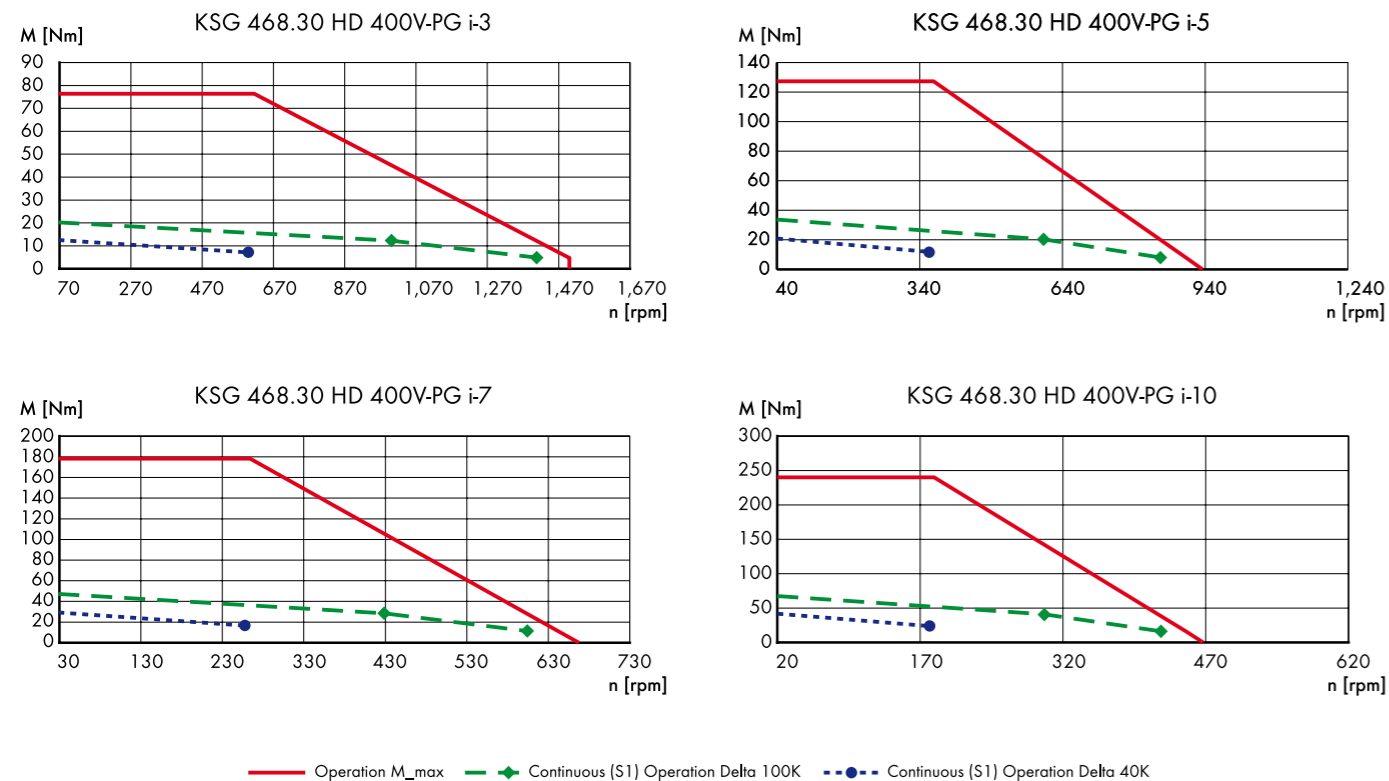 KSG 468.30 HD 400V-PG i-3
M [Nm]
90
80
70
60
50
40
30
20
10
0
70 270 470 670 870 1,070 1,270 1,470 1,670
n [rpm]
KSG 468.30 HD 400V-PG i-5
M [Nm]
140
120
100
80
60
40
20
0
40 340 640 940 1,240
n [rpm]
KSG 468.30 HD 400V-PG i-7
M [Nm]
200
180
160
140
120
100
80
60
40
20
0
30 130 230 330 430 530 630 730
n [rpm]
KSG 468.30 HD 400V-PG i-10
M [Nm]
300
250
200
150
100
50
0
20 170 320 470 620
n [rpm]
Operation M_max Continuous (S1) Operation Delta 100K Continuous (S1) Operation Delta 40K